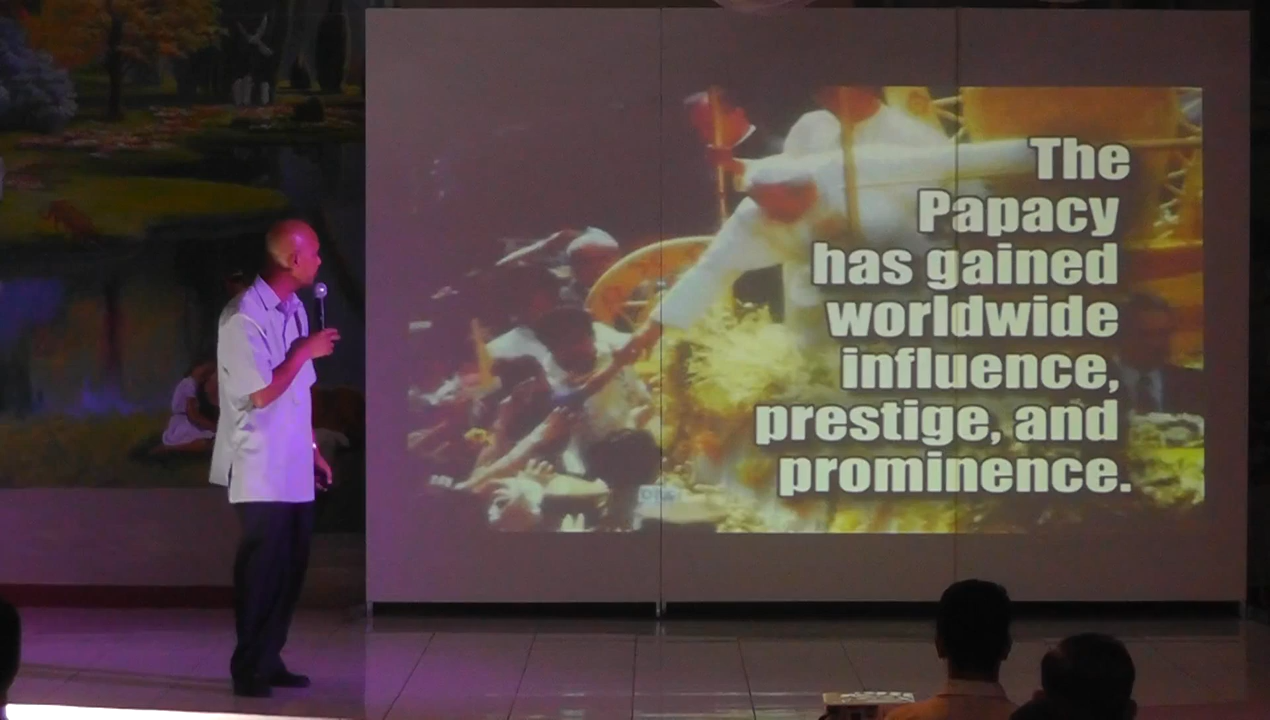 The
Papacy
has gained
worldwide
influence,
prestige, and
prominence.